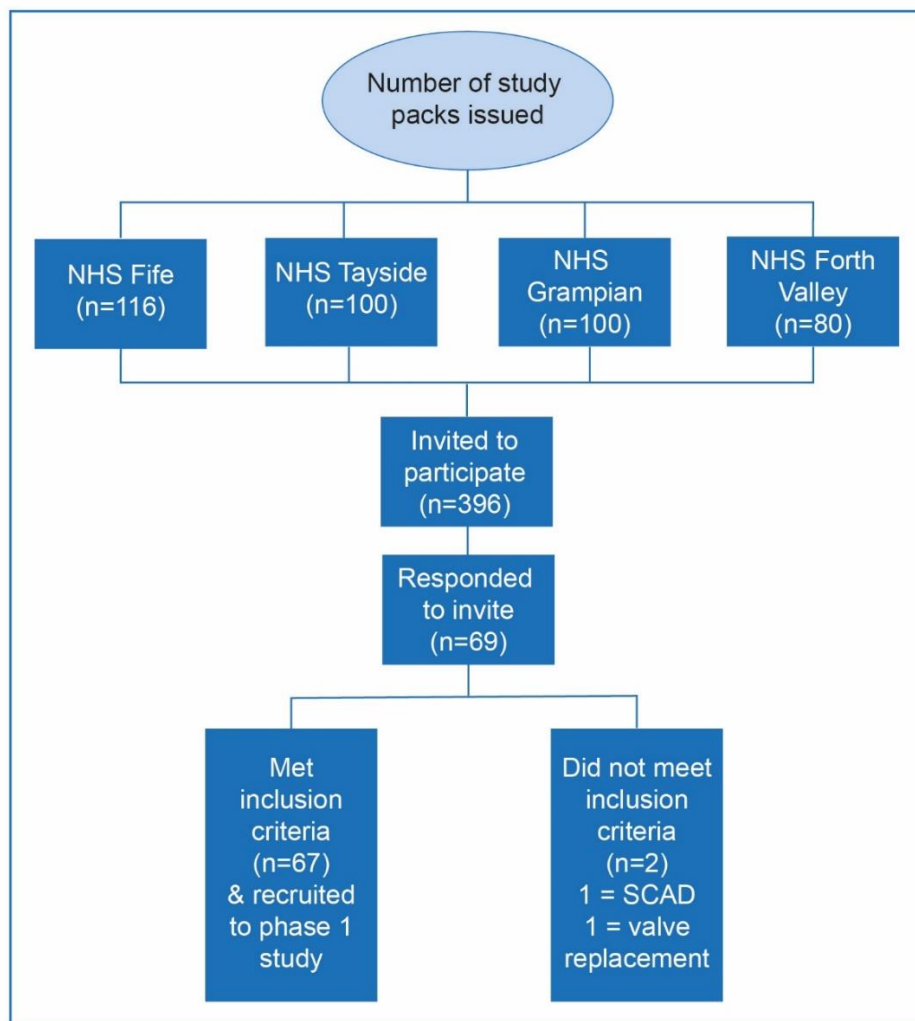 Number of study
packs issued
NHS Fife
(n=116)
NHS Tayside
(n=100)
NHS
Grampian
(n=100)
NHS Forth
Valley
(n=80)
Invited to
participate
(n=396)
Responded
to invite
(n=69)
Met
inclusion
criteria
(n=67)
& recruited
to phase 1
study
Did not meet
inclusion
criteria
(n=2)
1 = SCAD
1 = valve
replacement